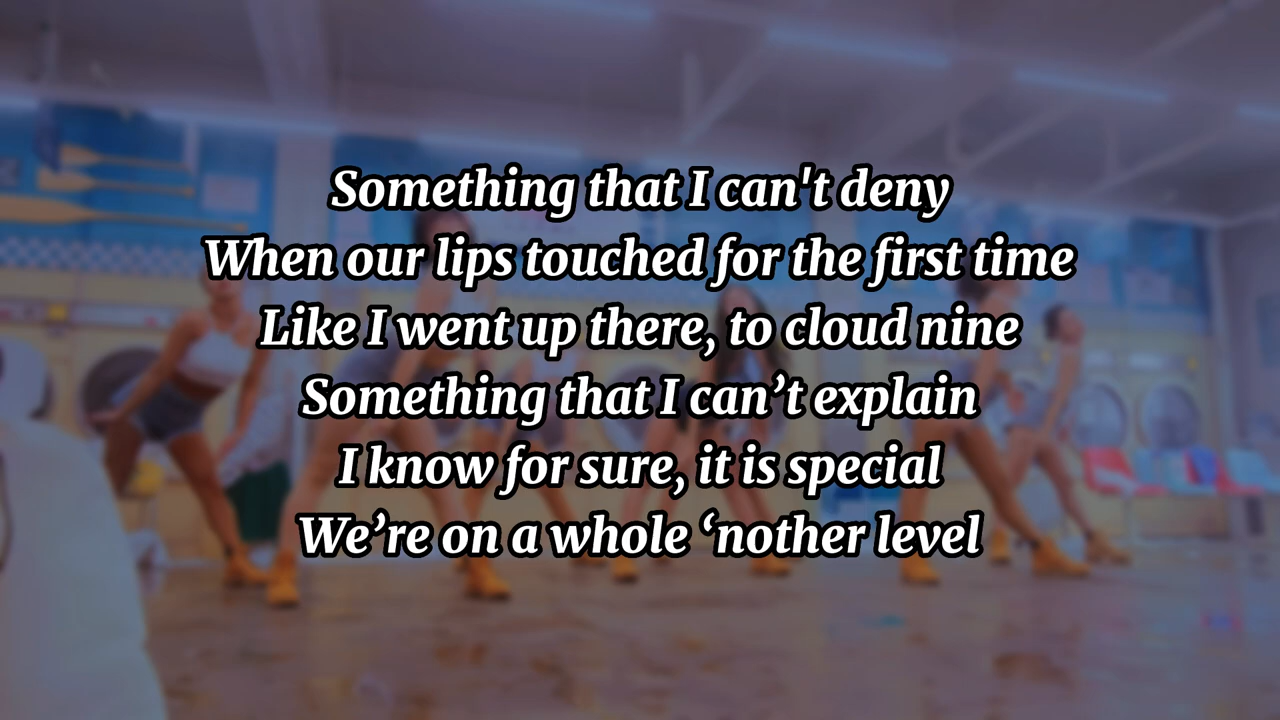 Something that I can't deny
When our lips touched for the first time
Like I went up there, to cloud nine
Something that I can’t explain
I know for sure, it is special
We’re on a whole ‘nother level